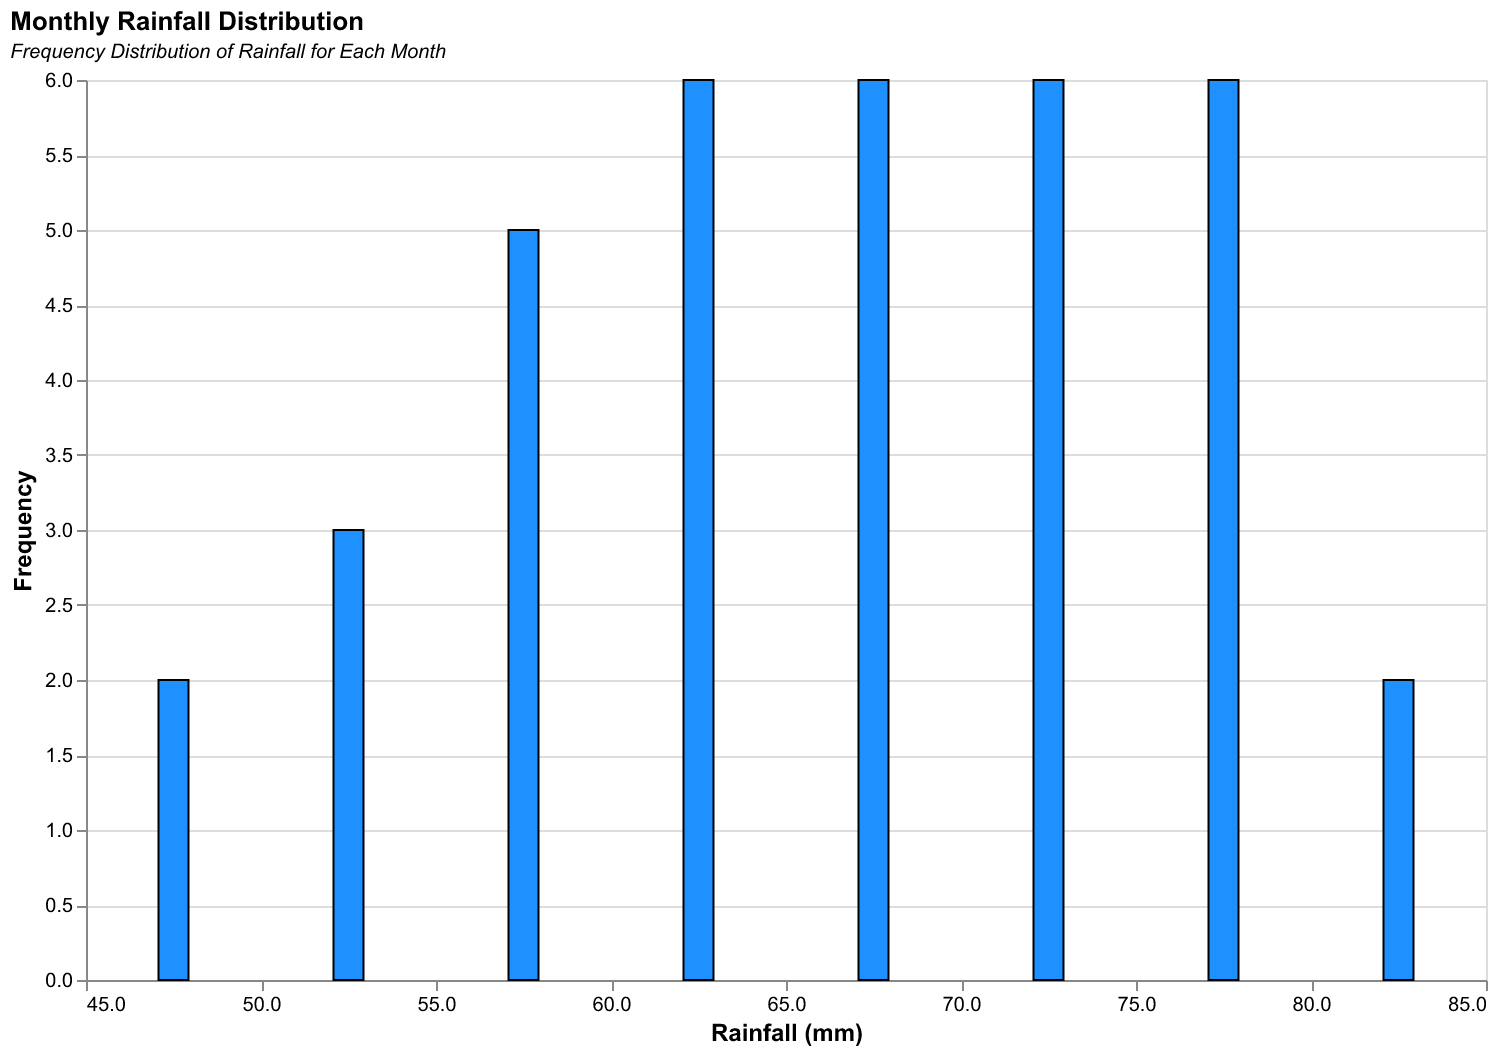 Monthly Rainfall Distribution
Frequency Distribution of Rainfall for Each Month
6.0
5.5
5.0
4.5
4.0
3.5
3.0
2.5
2.0
1.5
1.0
0.5
0.0
Frequency
45.0 50.0 55.0 60.0 65.0 70.0 75.0 80.0 85.0
Rainfall (mm)